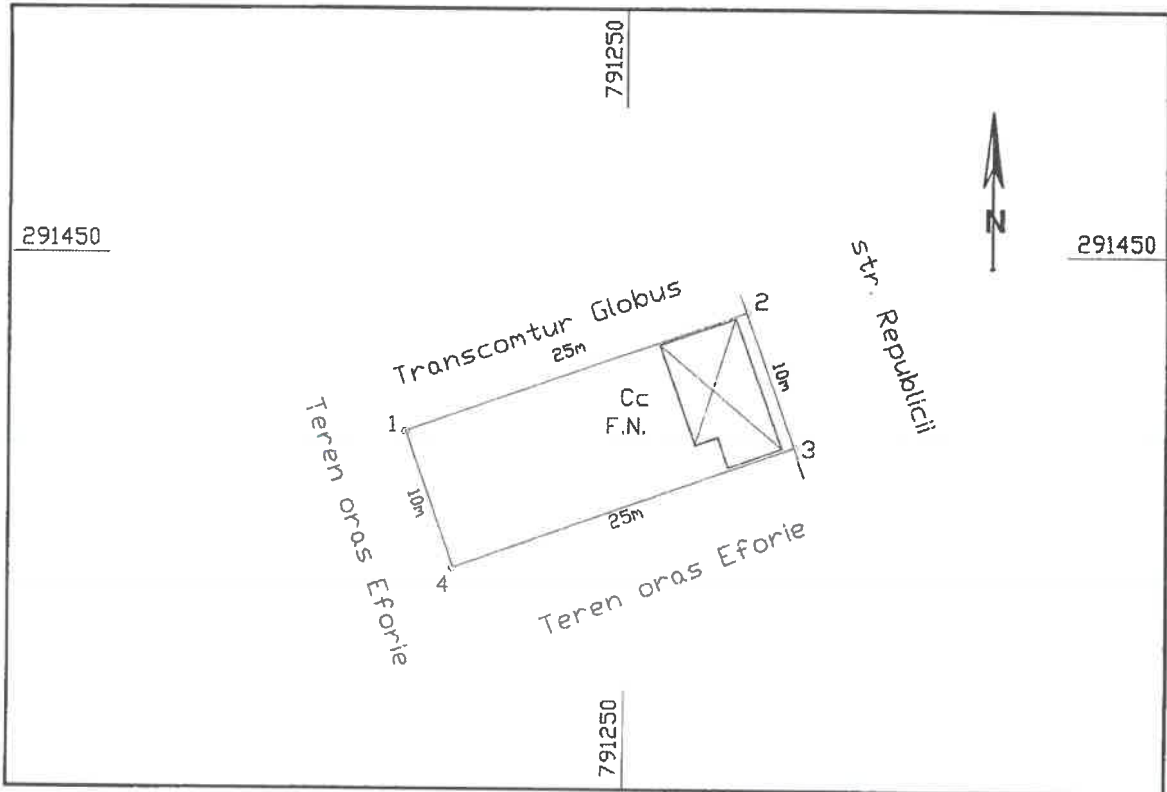 791250
N
291450
291450
str. Republicii
2
Transcomtur Globus
25m
10m
Cc
F.N.
1
3
Teren oras Eforie
10m
25m
4
Teren oras Eforie
791250